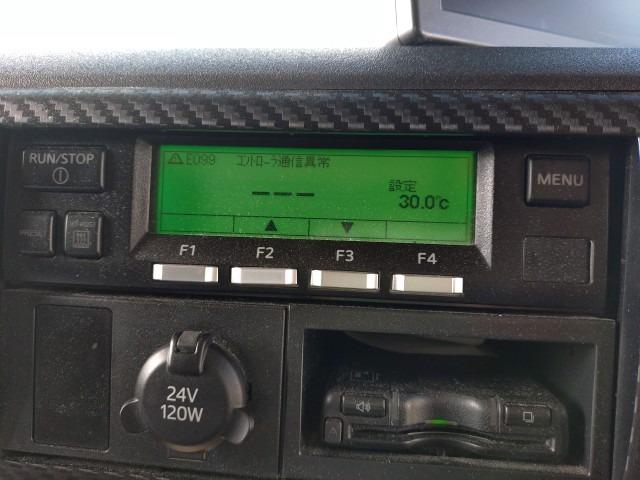 RUN/STOP
⚠E099 コントローラ通信異常
--- 設定
30.0℃
▲ ▼
MENU
F1 F2 F3 F4
24V
120W